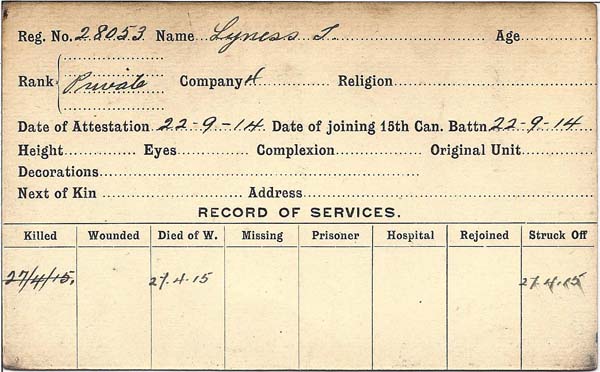 Reg. No. 28053 Name Lyness J. Age
Rank Private Company 4 Religion
Date of Attestation 22-9-14 Date of joining 15th Can. Battn 22-9-14
Height Eyes Complexion Original Unit
Decorations
Next of Kin Address
RECORD OF SERVICES.
Killed Wounded Died of W. Missing Prisoner Hospital Rejoined Struck Off
27/4/15. 27.4.15 27.4.15